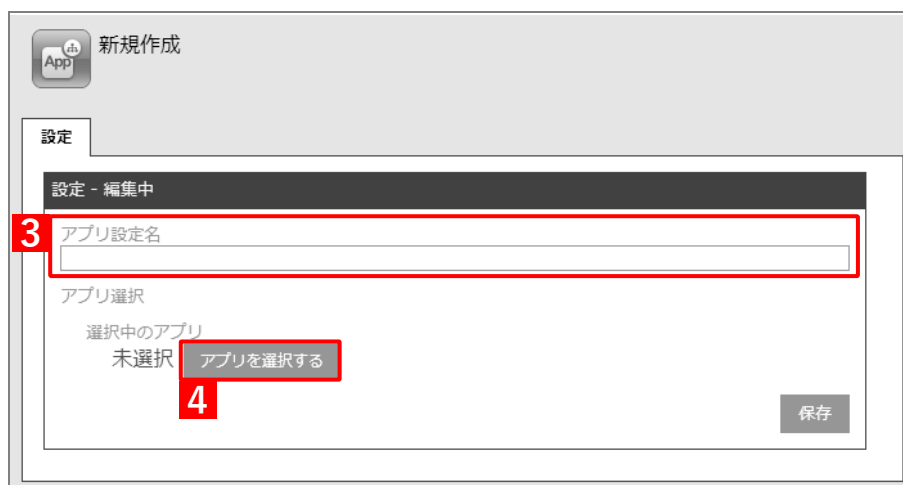 App
新規作成
設定
設定 - 編集中
3
アプリ設定名
アプリ選択
選択中のアプリ
未選択 アプリを選択する
4
保存